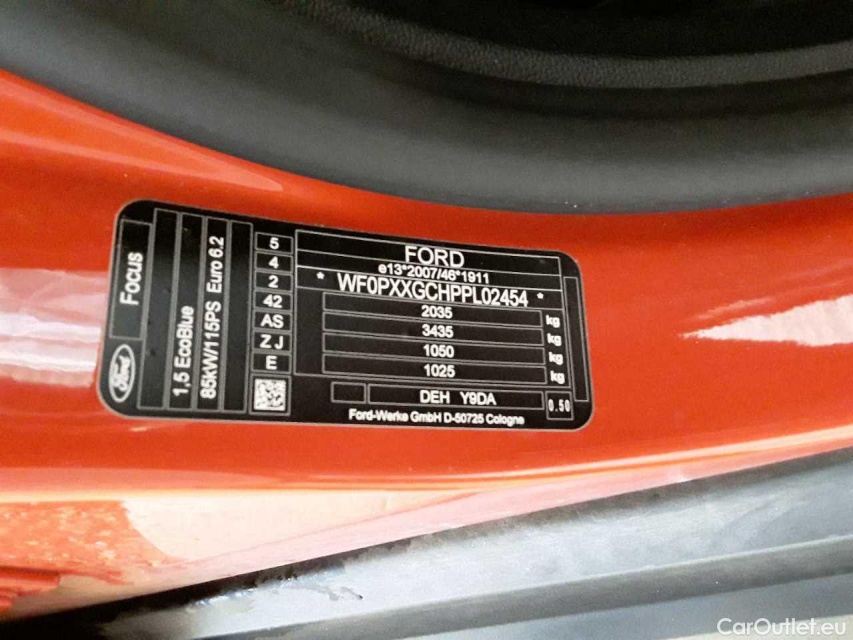 Focus
Ford
1,5 EcoBlue
85kW/115PS Euro 6.2
5
4
2
42
AS
Z J
E
FORD
e13*2007/46*1911
* WF0PXXGCHPPL02454 *
2035 kg
3435 kg
1050 kg
1025 kg
DEH Y9DA
0.50
Ford-Werke GmbH D-50725 Cologne
CarOutlet.eu